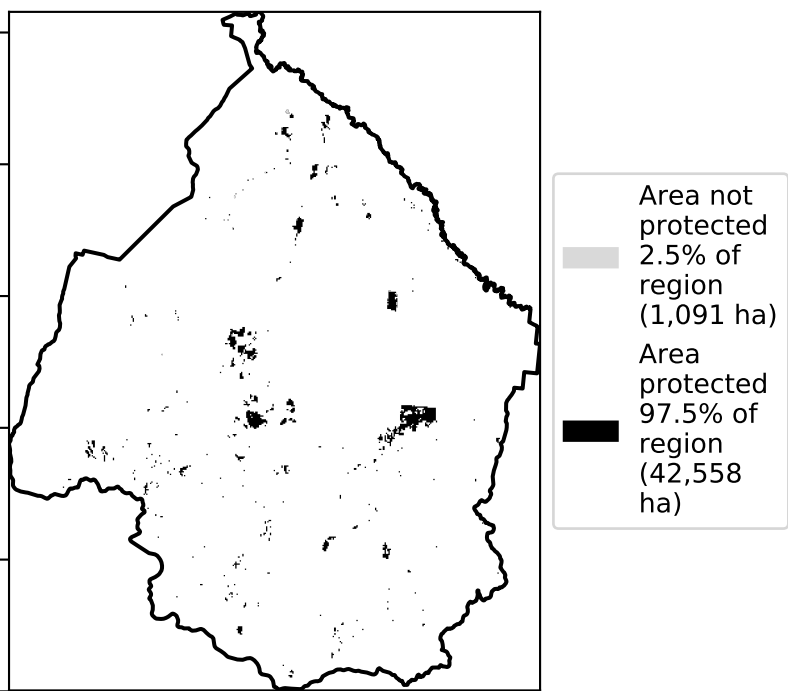 Area not
protected
2.5% of
region
(1,091 ha)
Area
protected
97.5% of
region
(42,558
ha)